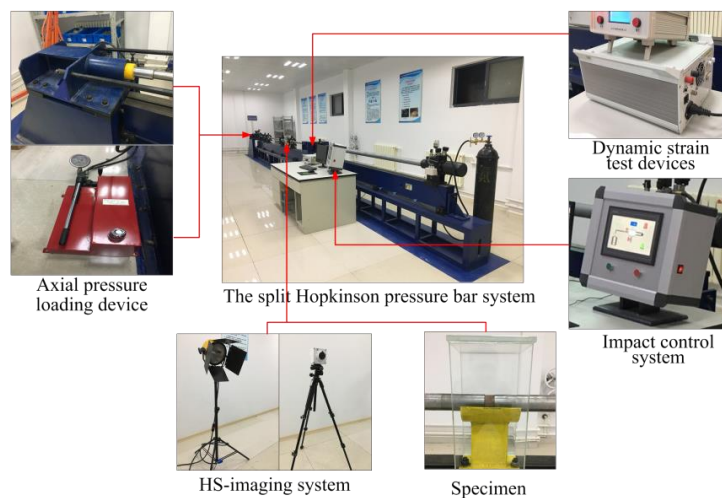 Axial pressure
loading device
The split Hopkinson pressure bar system
Dynamic strain
test devices
Impact control
system
HS-imaging system
Specimen